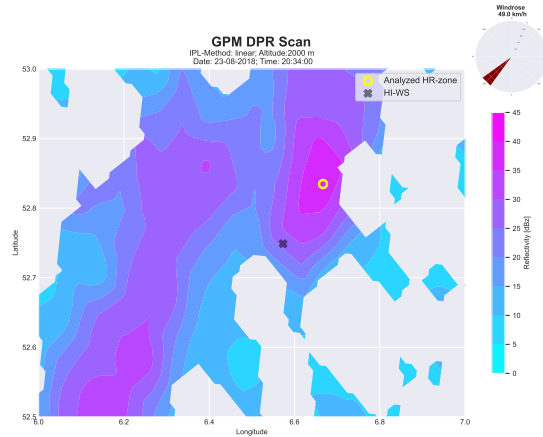 Windrose
49.0 km/h
GPM DPR Scan
IPL-Method: linear; Altitude:2000 m
Date: 23-08-2018; Time: 20:34:00
Analyzed HR-zone
HI-WS
53.0
52.9
52.8
52.7
52.6
52.5
Latitude
6.0
6.2
6.4
6.6
6.8
7.0
Longitude
45
40
35
30
25
20
15
10
5
0
Reflectivity [dBz]